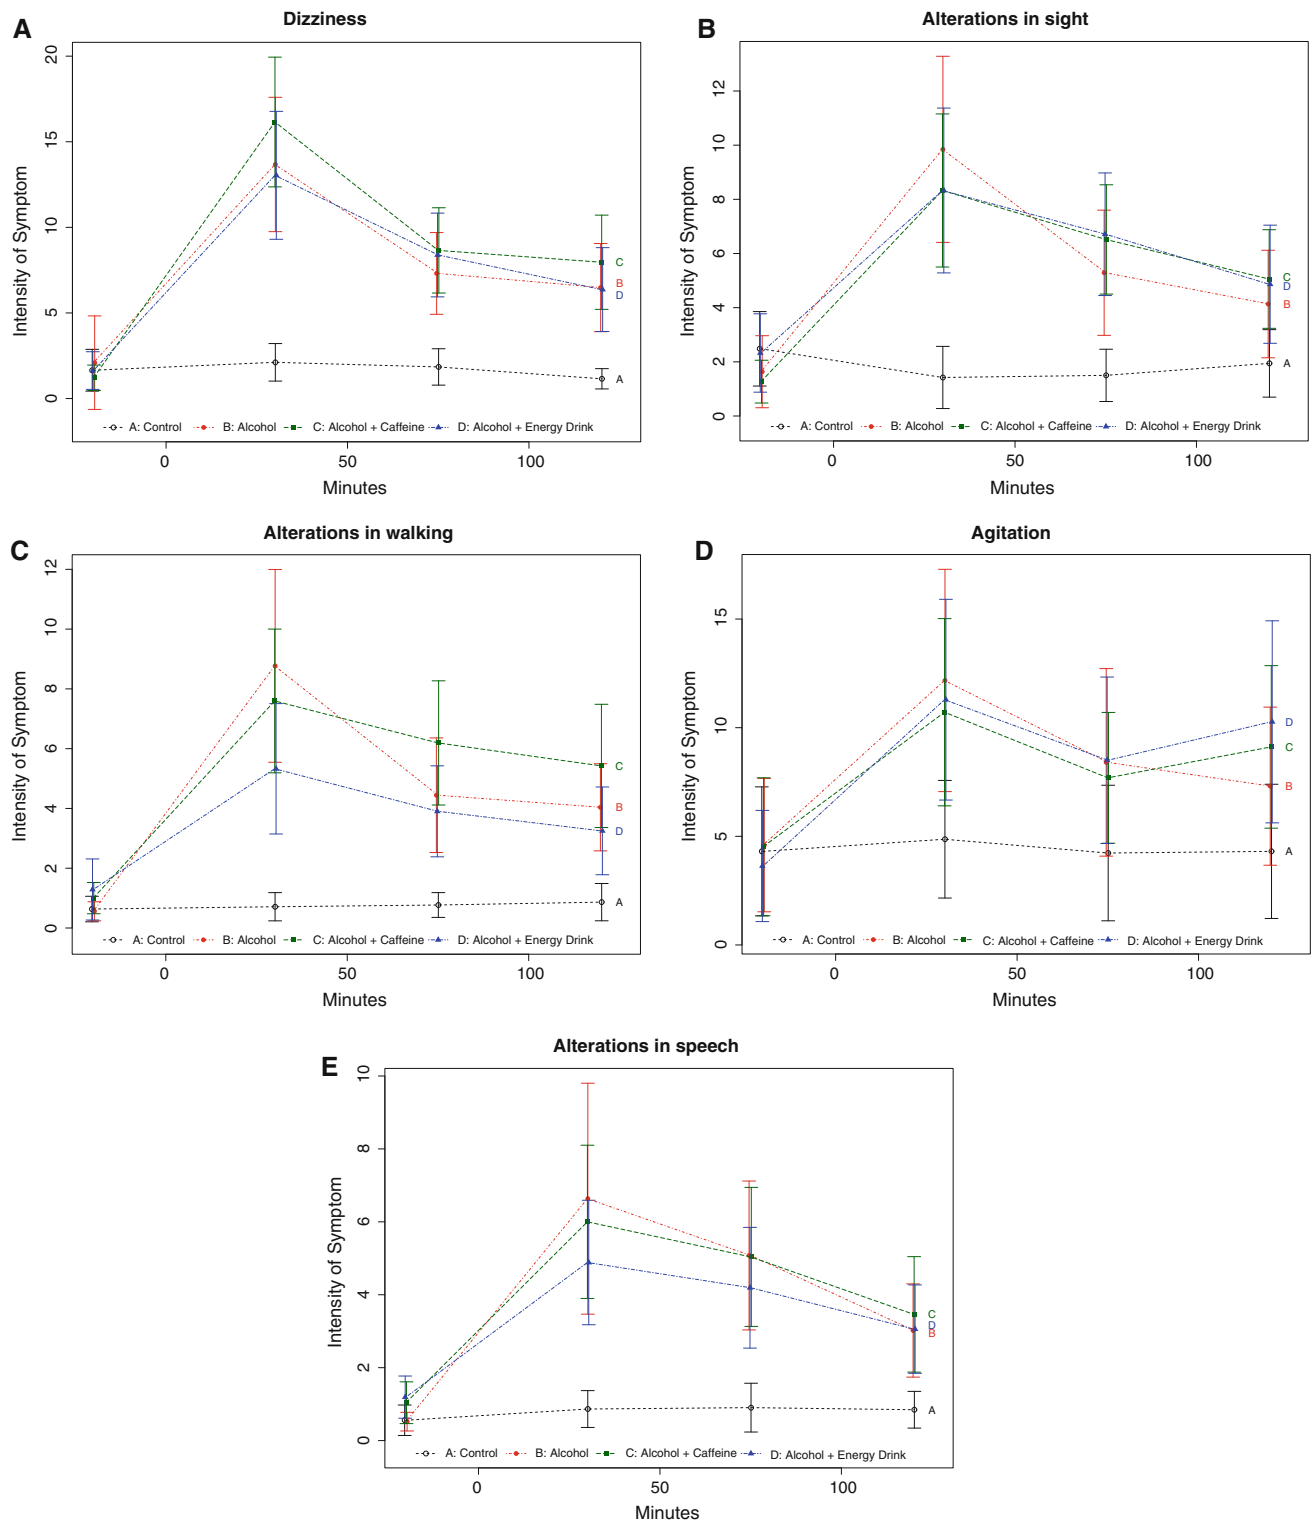 A
Dizziness
Intensity of Symptom
20
15
10
5
0
C
B
D
A
A: Control B: Alcohol C: Alcohol + Caffeine D: Alcohol + Energy Drink
0 50 100
Minutes
B
Alterations in sight
Intensity of Symptom
12
10
8
6
4
2
0
C
D
B
A
A: Control B: Alcohol C: Alcohol + Caffeine D: Alcohol + Energy Drink
0 50 100
Minutes
C
Alterations in walking
Intensity of Symptom
12
10
8
6
4
2
0
C
B
D
A
A: Control B: Alcohol C: Alcohol + Caffeine D: Alcohol + Energy Drink
0 50 100
Minutes
D
Agitation
Intensity of Symptom
15
10
5
0
D
C
B
A
A: Control B: Alcohol C: Alcohol + Caffeine D: Alcohol + Energy Drink
0 50 100
Minutes
E
Alterations in speech
Intensity of Symptom
10
8
6
4
2
0
C
D
B
A
A: Control B: Alcohol C: Alcohol + Caffeine D: Alcohol + Energy Drink
0 50 100
Minutes